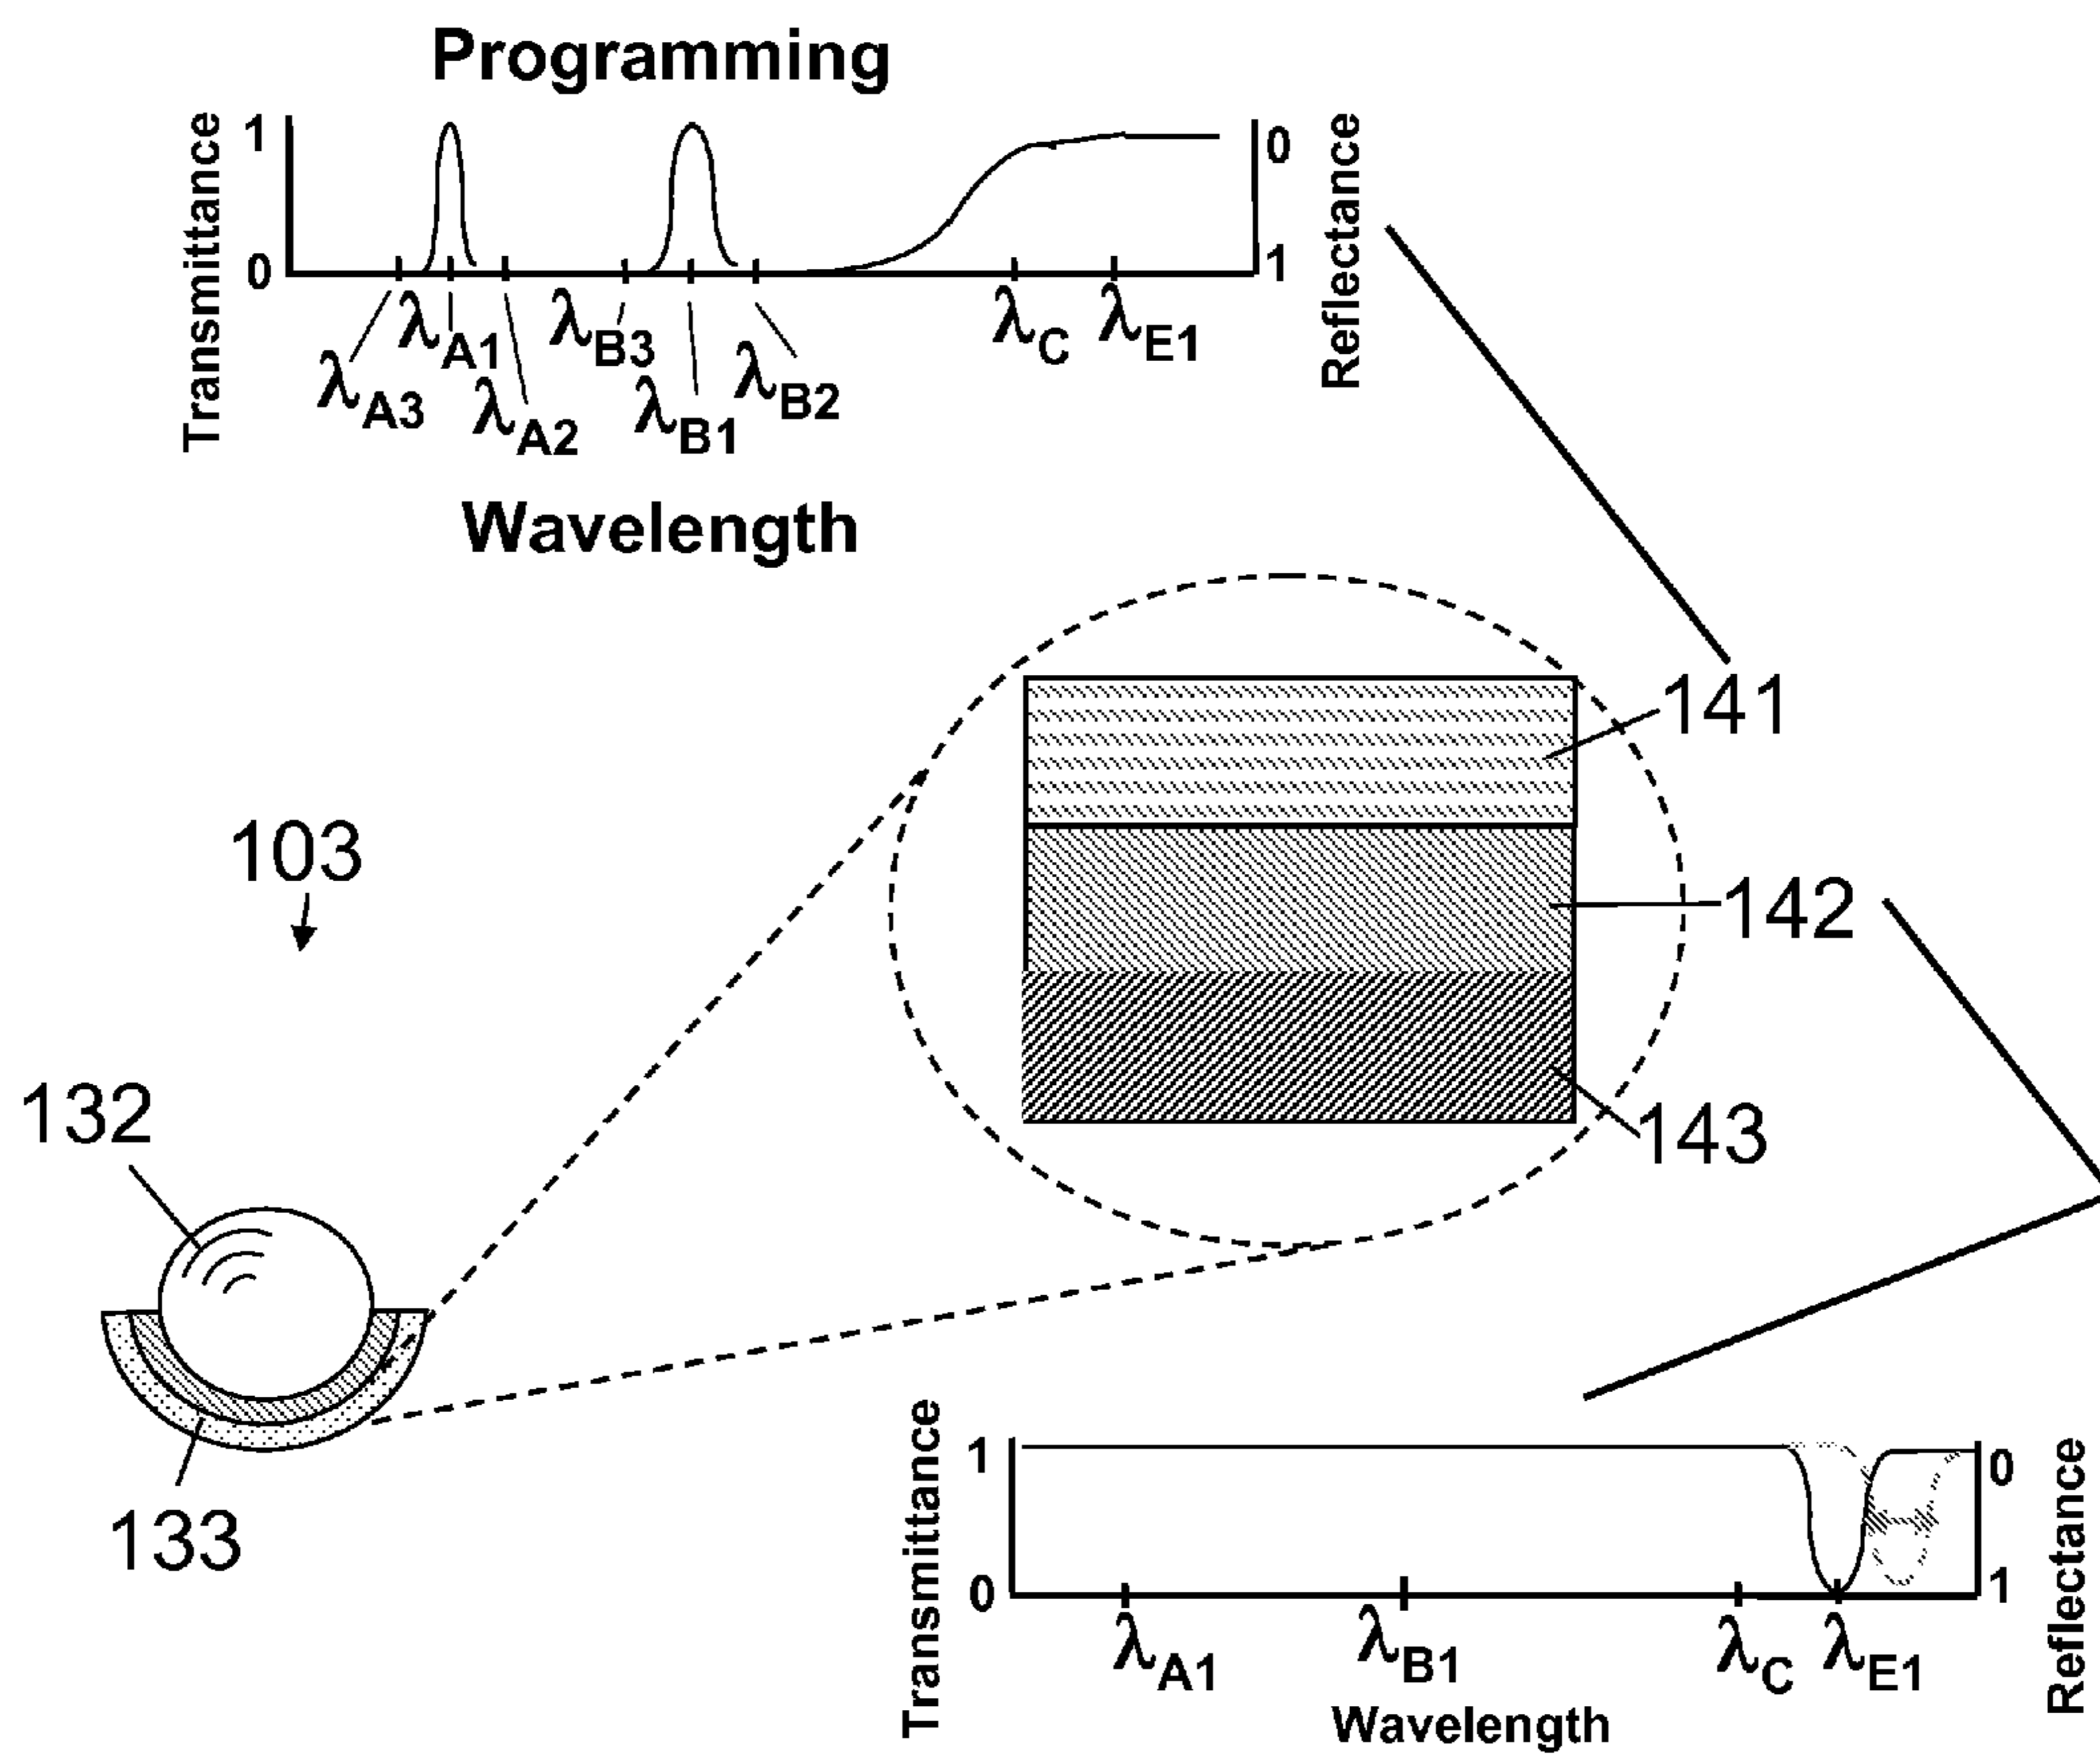 Programming
Transmittance
1
0
Reflectance
0
1
λA3
λA1
λA2
λB3
λB1
λB2
λC
λE1
Wavelength
141
142
143
103
132
133
Transmittance
1
0
Reflectance
0
1
λA1
λB1
λC
λE1
Wavelength